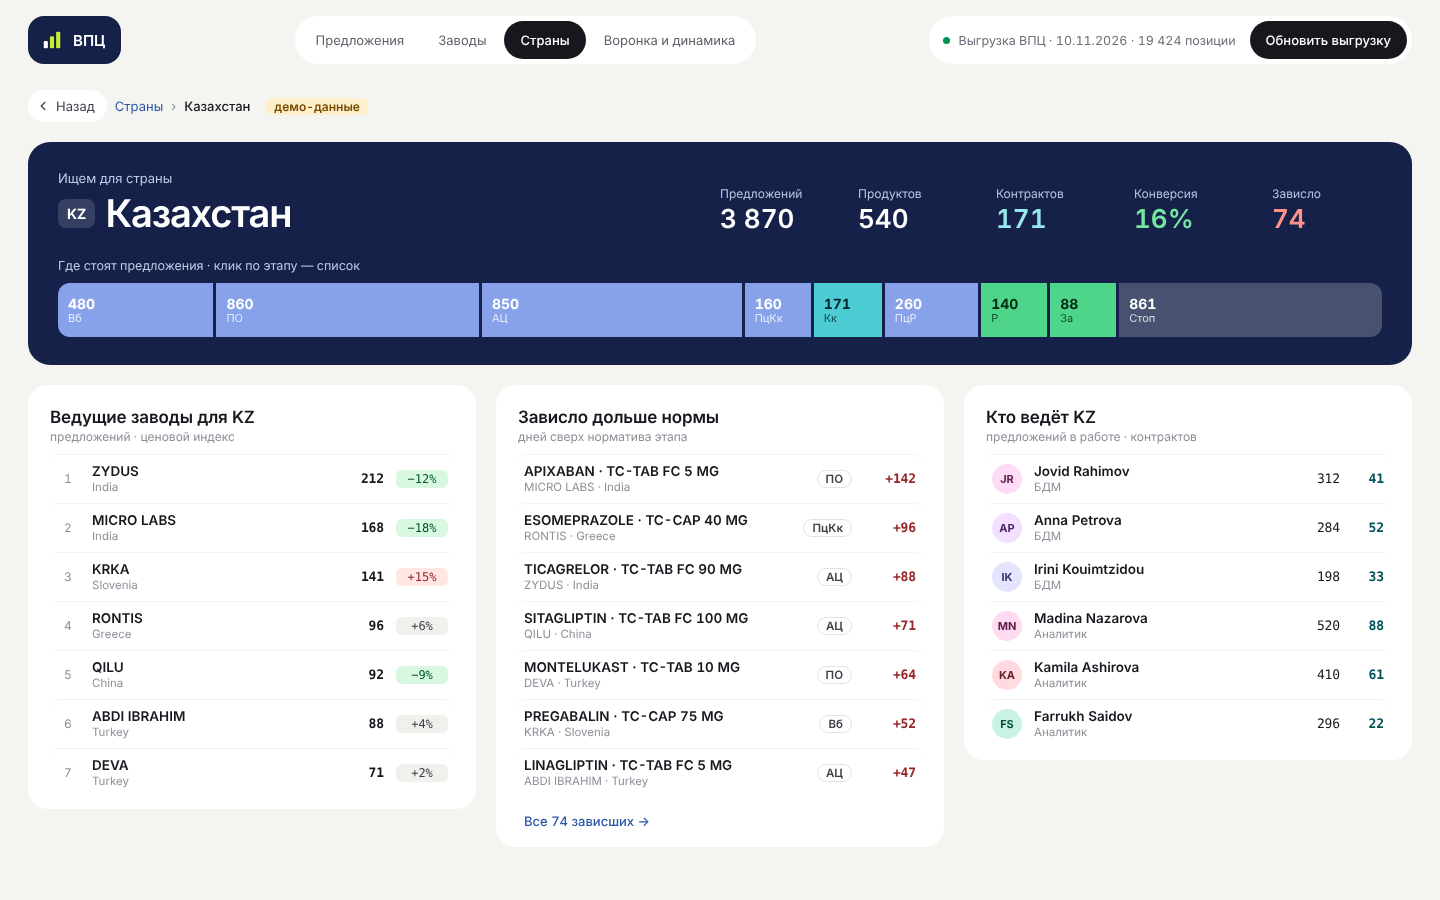 ВПЦ
Предложения Заводы Страны Воронка и динамика
Выгрузка ВПЦ · 10.11.2026 · 19 424 позиции Обновить выгрузку
Назад Страны › Казахстан демо-данные
Ищем для страны
KZ Казахстан
Предложений Продуктов Контрактов Конверсия Зависло
3 870 540 171 16% 74
Где стоят предложения · клик по этапу — список
480 860 850 160 171 260 140 88 861
Вб ПО АЦ ПцКк Кк ПцР Р За Стоп
Ведущие заводы для KZ
предложений · ценовой индекс
1 ZYDUS 212 −12%
India
2 MICRO LABS 168 −18%
India
3 KRKA 141 +15%
Slovenia
4 RONTIS 96 +6%
Greece
5 QILU 92 −9%
China
6 ABDI IBRAHIM 88 +4%
Turkey
7 DEVA 71 +2%
Turkey
Зависло дольше нормы
дней сверх норматива этапа
APIXABAN · TC-TAB FC 5 MG ПО +142
MICRO LABS · India
ESOMEPRAZOLE · TC-CAP 40 MG ПцКк +96
RONTIS · Greece
TICAGRELOR · TC-TAB FC 90 MG АЦ +88
ZYDUS · India
SITAGLIPTIN · TC-TAB FC 100 MG АЦ +71
QILU · China
MONTELUKAST · TC-TAB 10 MG ПО +64
DEVA · Turkey
PREGABALIN · TC-CAP 75 MG Вб +52
KRKA · Slovenia
LINAGLIPTIN · TC-TAB FC 5 MG АЦ +47
ABDI IBRAHIM · Turkey
Все 74 зависших →
Кто ведёт KZ
предложений в работе · контрактов
JR Jovid Rahimov 312 41
БДМ
AP Anna Petrova 284 52
БДМ
IK Irini Kouimtzidou 198 33
БДМ
MN Madina Nazarova 520 88
Аналитик
KA Kamila Ashirova 410 61
Аналитик
FS Farrukh Saidov 296 22
Аналитик